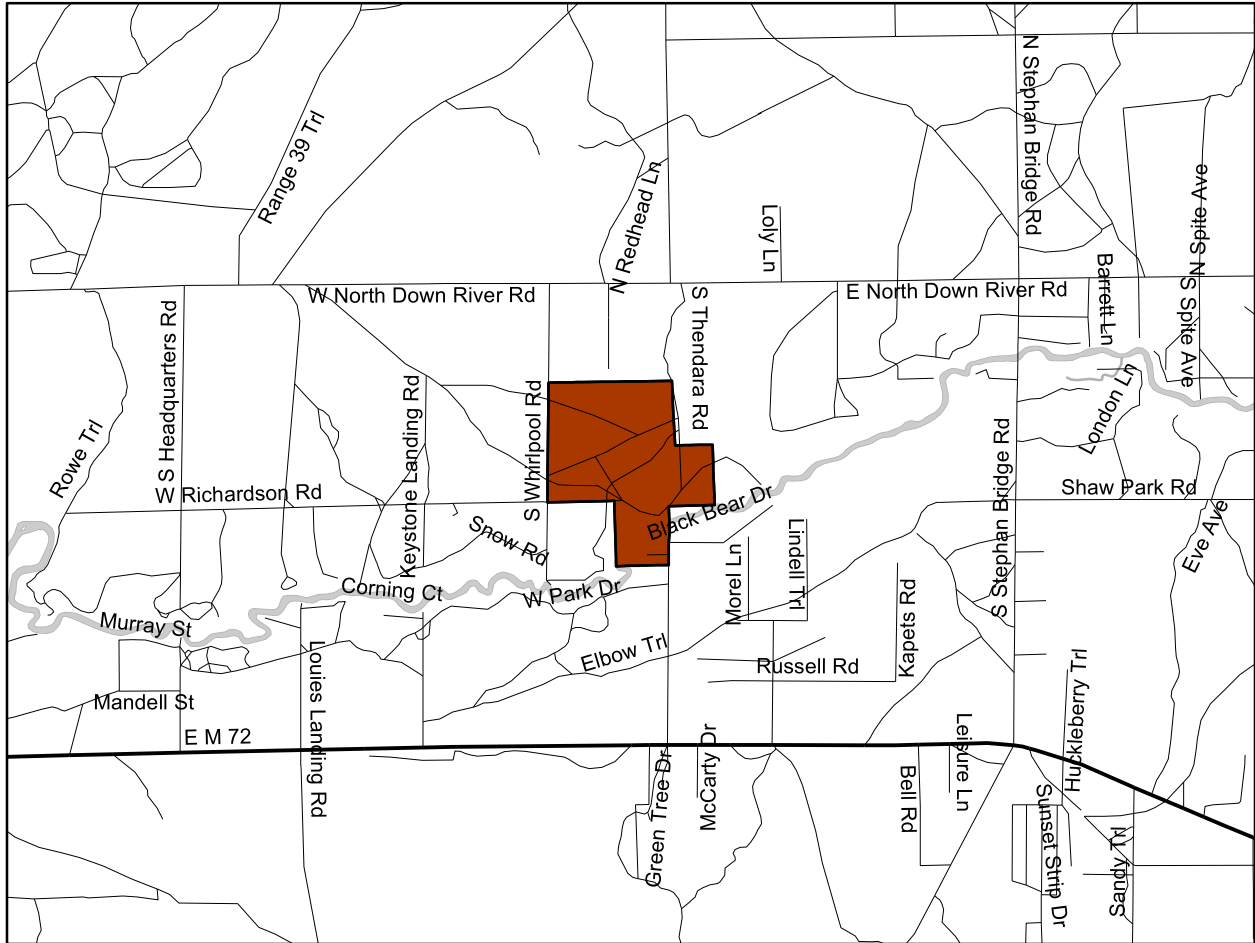 N Stephan Bridge Rd
Range 39 Trl
N Redhead Ln
Loly Ln
N Spite Ave
Barrett Ln
W North Down River Rd
E North Down River Rd
S Thendara Rd
S Spite Ave
W S Headquarters Rd
Keystone Landing Rd
S Whirlpool Rd
London Ln
Rowe Trl
W Richardson Rd
Shaw Park Rd
S Stephan Bridge Rd
Black Bear Dr
Snow Rd
Eve Ave
Lindell Trl
Morel Ln
Corning Ct
W Park Dr
Kapets Rd
Murray St
Elbow Trl
Russell Rd
Louies Landing Rd
Huckleberry Trl
Mandell St
E M 72
Leisure Ln
McCarty Dr
Green Tree Dr
Bell Rd
Sunset Strip Dr
Sandy Trl